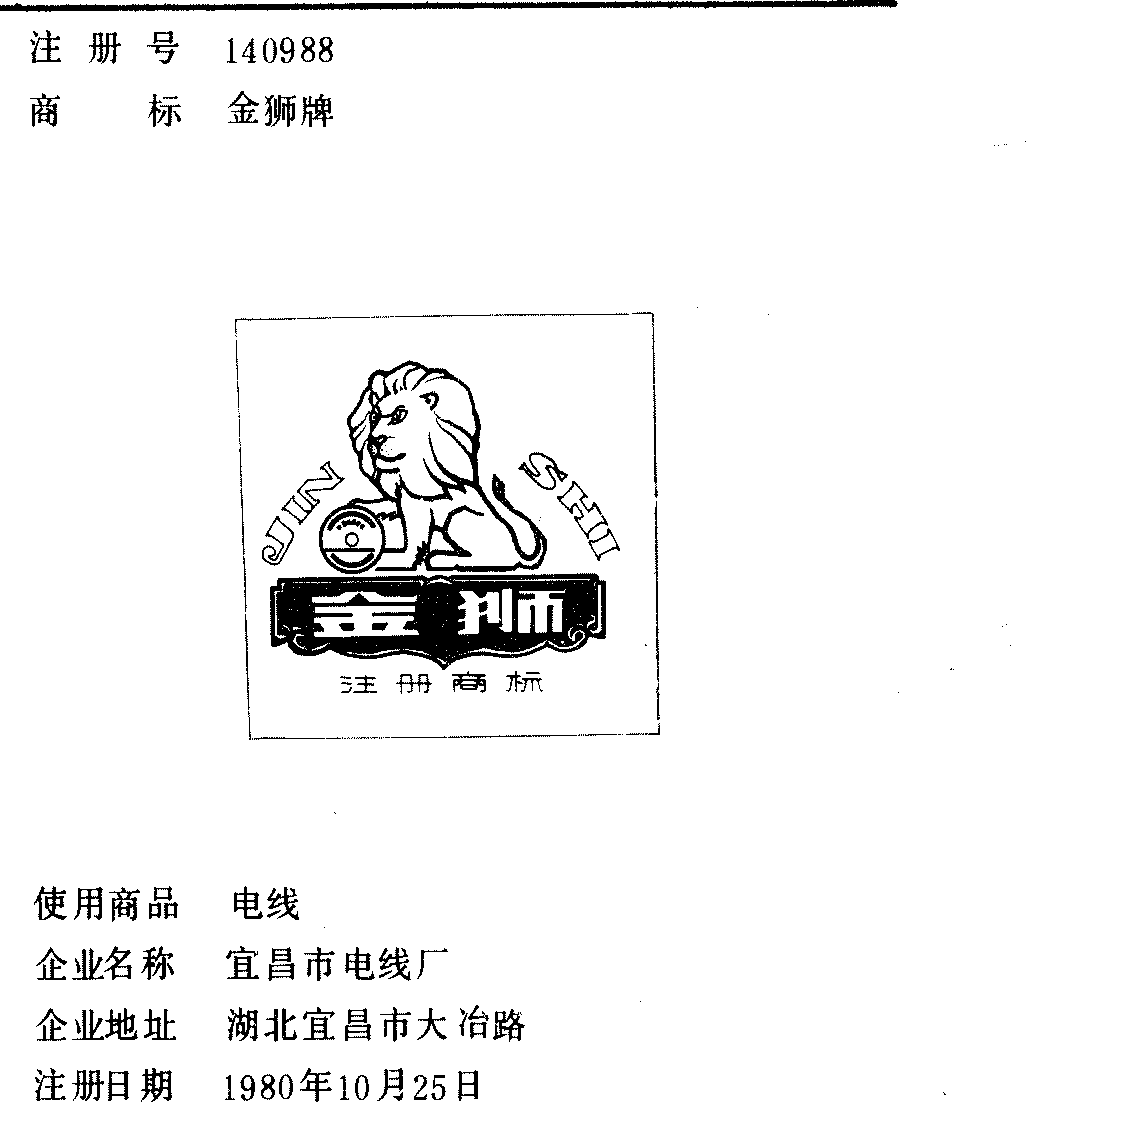 注册号 140988
商标 金狮牌
JIN SHI
金狮
注册商标
使用商品 电线
企业名称 宜昌市电线厂
企业地址 湖北宜昌市大冶路
注册日期 1980年10月25日